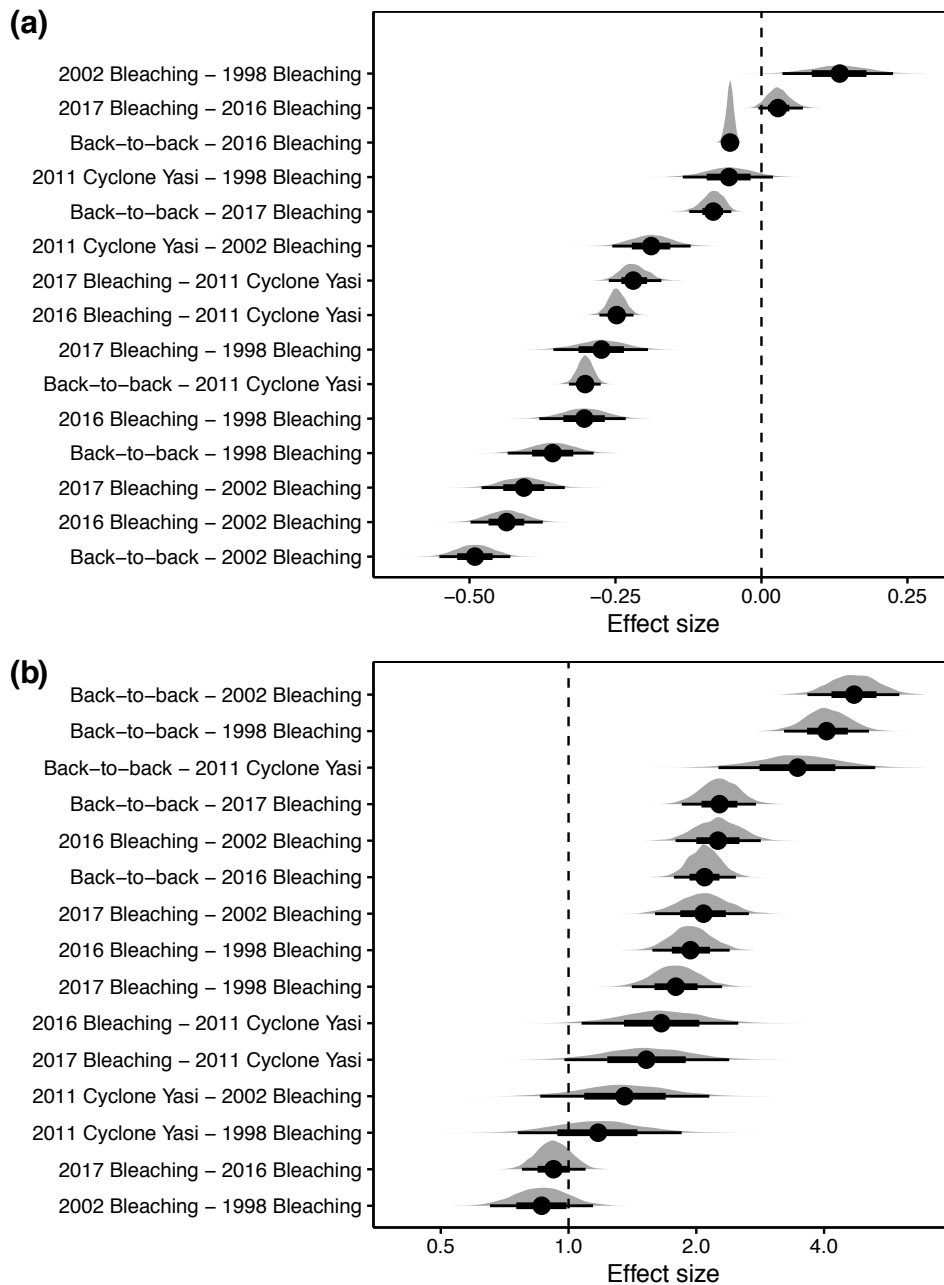 (a)
2002 Bleaching − 1998 Bleaching
2017 Bleaching − 2016 Bleaching
Back−to−back − 2016 Bleaching
2011 Cyclone Yasi − 1998 Bleaching
Back−to−back − 2017 Bleaching
2011 Cyclone Yasi − 2002 Bleaching
2017 Bleaching − 2011 Cyclone Yasi
2016 Bleaching − 2011 Cyclone Yasi
2017 Bleaching − 1998 Bleaching
Back−to−back − 2011 Cyclone Yasi
2016 Bleaching − 1998 Bleaching
Back−to−back − 1998 Bleaching
2017 Bleaching − 2002 Bleaching
2016 Bleaching − 2002 Bleaching
Back−to−back − 2002 Bleaching
−0.50 −0.25 0.00 0.25
Effect size
(b)
Back−to−back − 2002 Bleaching
Back−to−back − 1998 Bleaching
Back−to−back − 2011 Cyclone Yasi
Back−to−back − 2017 Bleaching
2016 Bleaching − 2002 Bleaching
Back−to−back − 2016 Bleaching
2017 Bleaching − 2002 Bleaching
2016 Bleaching − 1998 Bleaching
2017 Bleaching − 1998 Bleaching
2016 Bleaching − 2011 Cyclone Yasi
2017 Bleaching − 2011 Cyclone Yasi
2011 Cyclone Yasi − 2002 Bleaching
2011 Cyclone Yasi − 1998 Bleaching
2017 Bleaching − 2016 Bleaching
2002 Bleaching − 1998 Bleaching
0.5 1.0 2.0 4.0
Effect size